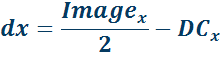 dx = Image_x / 2 − DC_x